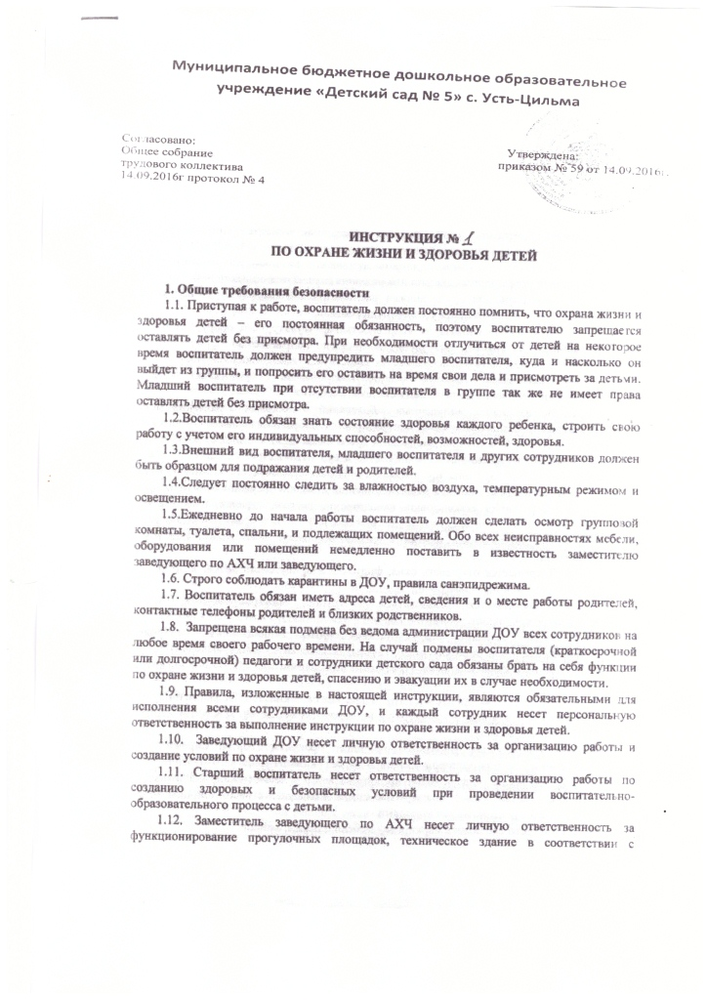 Муниципальное бюджетное дошкольное образовательное
учреждение «Детский сад № 5» с. Усть-Цильма
Согласовано:
Общее собрание
трудового коллектива
14.09.2016г протокол № 4
Утверждена:
приказом № 59 от 14.09.2016г.
ИНСТРУКЦИЯ № 1
ПО ОХРАНЕ ЖИЗНИ И ЗДОРОВЬЯ ДЕТЕЙ
1. Общие требования безопасности
1.1. Приступая к работе, воспитатель должен постоянно помнить, что охрана жизни и
здоровья детей – его постоянная обязанность, поэтому воспитателю запрещается
оставлять детей без присмотра. При необходимости отлучиться от детей на некоторое
время воспитатель должен предупредить младшего воспитателя, куда и насколько он
выйдет из группы, и попросить его оставить на время свои дела и присмотреть за детьми.
Младший воспитатель при отсутствии воспитателя в группе так же не имеет права
оставлять детей без присмотра.
1.2.Воспитатель обязан знать состояние здоровья каждого ребенка, строить свою
работу с учетом его индивидуальных способностей, возможностей, здоровья.
1.3.Внешний вид воспитателя, младшего воспитателя и других сотрудников должен
быть образцом для подражания детей и родителей.
1.4.Следует постоянно следить за влажностью воздуха, температурным режимом и
освещением.
1.5.Ежедневно до начала работы воспитатель должен сделать осмотр групповой
комнаты, туалета, спальни, и подлежащих помещений. Обо всех неисправностях мебели,
оборудования или помещений немедленно поставить в известность заместителю
заведующего по АХЧ или заведующего.
1.6. Строго соблюдать карантины в ДОУ, правила санэпидрежима.
1.7. Воспитатель обязан иметь адреса детей, сведения и о месте работы родителей,
контактные телефоны родителей и близких родственников.
1.8. Запрещена всякая подмена без ведома администрации ДОУ всех сотрудников на
любое время своего рабочего времени. На случай подмены воспитателя (краткосрочной
или долгосрочной) педагоги и сотрудники детского сада обязаны брать на себя функции
по охране жизни и здоровья детей, спасению и эвакуации их в случае необходимости.
1.9. Правила, изложенные в настоящей инструкции, являются обязательными для
исполнения всеми сотрудниками ДОУ, и каждый сотрудник несет персональную
ответственность за выполнение инструкции по охране жизни и здоровья детей.
1.10. Заведующий ДОУ несет личную ответственность за организацию работы и
создание условий по охране жизни и здоровья детей.
1.11. Старший воспитатель несет ответственность за организацию работы по
созданию здоровых и безопасных условий при проведении воспитательно-
образовательного процесса с детьми.
1.12. Заместитель заведующего по АХЧ несет личную ответственность за
функционирование прогулочных площадок, техническое здание в соответствии с